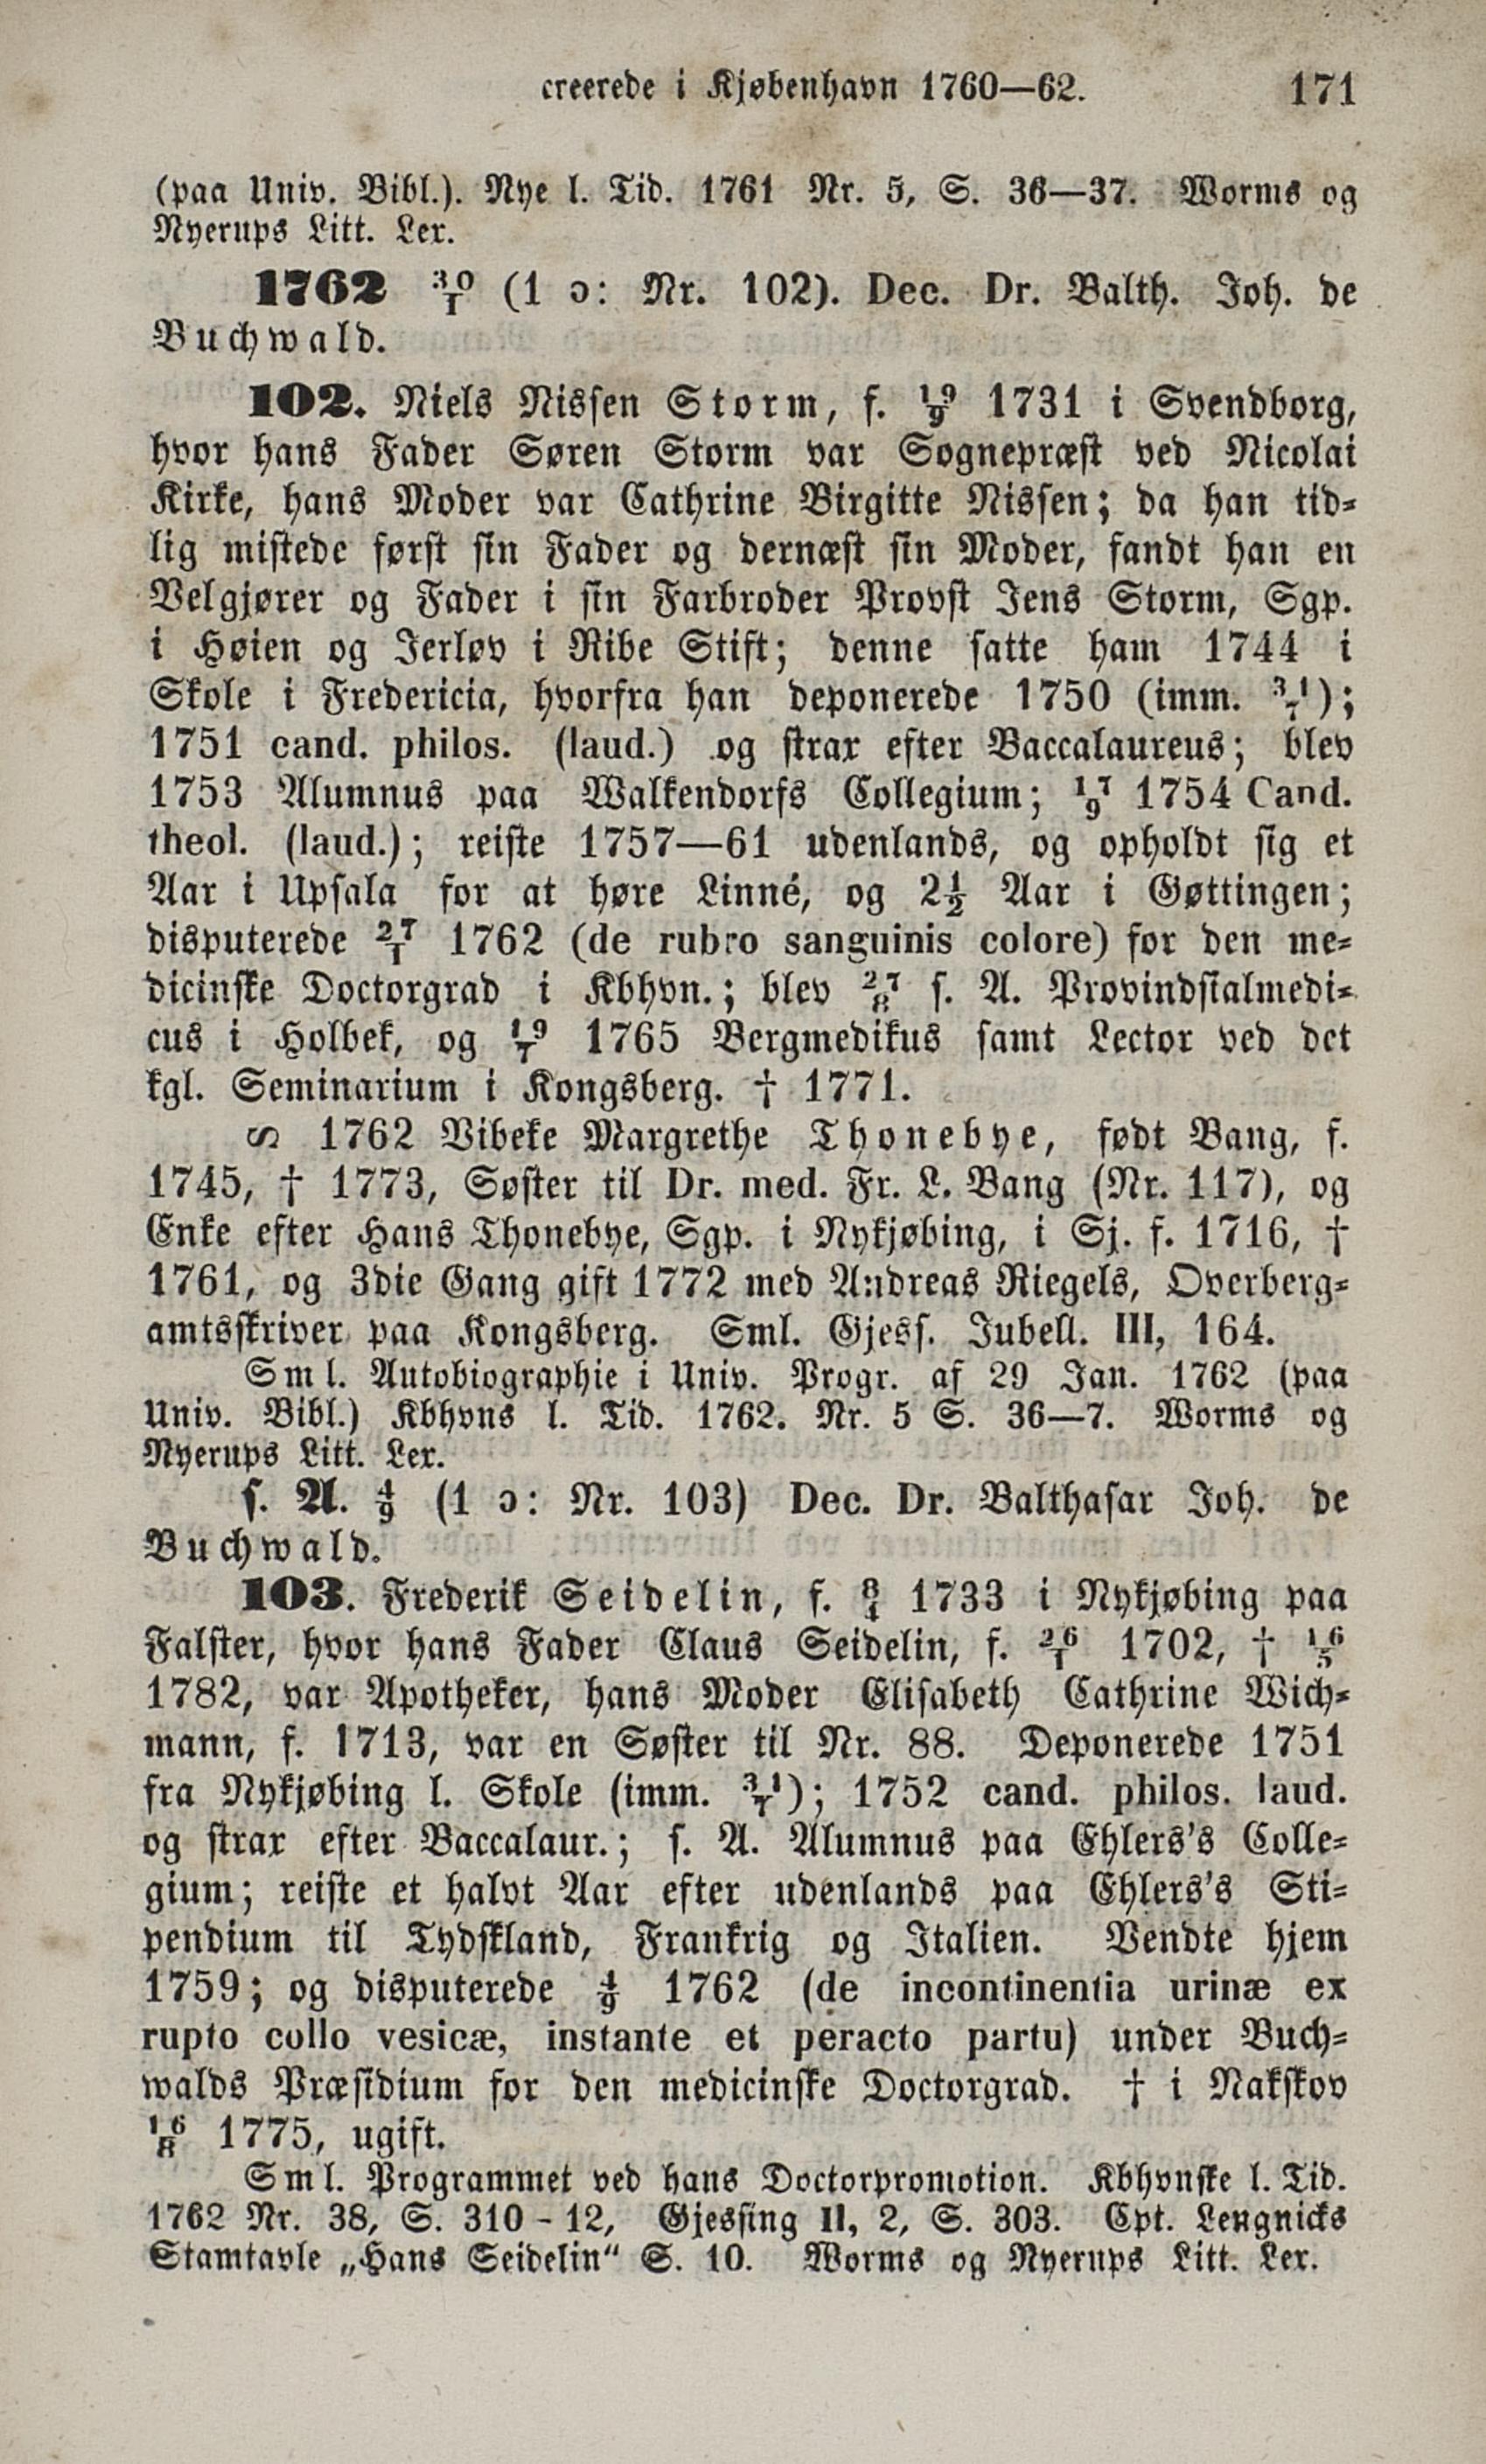 creerede i Kjøbenhavn 1760—62. 171
(paa Univ. Bibl.). Nye l. Tid. 1761 Nr. 5, S. 36—37. Worms og
Nyerups Litt. Lex.
1762 30/1 (1 ɔ: Nr. 102). Dec. Dr. Balth. Joh. de
Buchwald.
102. Niels Nissen Storm, f. 19/9 1731 i Svendborg,
hvor hans Fader Søren Storm var Sognepræst ved Nicolai
Kirke, hans Moder var Cathrine Birgitte Nissen; da han tid-
lig mistede først sin Fader og dernæst sin Moder, fandt han en
Velgjører og Fader i sin Farbroder Provst Jens Storm, Sgp.
i Høien og Jerløv i Ribe Stift; denne satte ham 1744 i
Skole i Fredericia, hvorfra han deponerede 1750 (imm. 31/7);
1751 cand. philos. (laud.) og strax efter Baccalaureus; blev
1753 Alumnus paa Walkendorfs Collegium; 17/9 1754 Cand.
theol. (laud.); reiste 1757—61 udenlands, og opholdt sig et
Aar i Upsala for at høre Linné, og 2½ Aar i Gøttingen;
disputerede 27/1 1762 (de rubro sanguinis colore) for den me-
dicinske Doctorgrad i Kbhvn.; blev 27/8 s. A. Provindsialmedi-
cus i Holbek, og 19/7 1765 Bergmedikus samt Lector ved det
kgl. Seminarium i Kongsberg. † 1771.
∽ 1762 Vibeke Margrethe Thonebye, født Bang, f.
1745, † 1773, Søster til Dr. med. Fr. L. Bang (Nr. 117), og
Enke efter Hans Thonebye, Sgp. i Nykjøbing, i Sj. f. 1716, †
1761, og 3die Gang gift 1772 med Andreas Riegels, Overberg-
amtsskriver paa Kongsberg. Sml. Gjess. Jubell. III, 164.
Sml. Autobiographie i Univ. Progr. af 29 Jan. 1762 (paa
Univ. Bibl.) Kbhvns l. Tid. 1762. Nr. 5 S. 36—7. Worms og
Nyerups Litt. Lex.
s. A. 4/9 (1 ɔ: Nr. 103) Dec. Dr. Balthasar Joh. de
Buchwald.
103. Frederik Seidelin, f. 8/4 1733 i Nykjøbing paa
Falster, hvor hans Fader Claus Seidelin, f. 26/1 1702, † 16/5
1782, var Apotheker, hans Moder Elisabeth Cathrine Wich-
mann, f. 1713, var en Søster til Nr. 88. Deponerede 1751
fra Nykjøbing l. Skole (imm. 31/7); 1752 cand. philos. laud.
og strax efter Baccalaur.; s. A. Alumnus paa Ehlers's Colle-
gium; reiste et halvt Aar efter udenlands paa Ehlers's Sti-
pendium til Tydskland, Frankrig og Italien. Vendte hjem
1759; og disputerede 4/9 1762 (de incontinentia urinæ ex
rupto collo vesicæ, instante et peracto partu) under Buch-
walds Præsidium for den medicinske Doctorgrad. † i Nakskov
16/8 1775, ugift.
Sml. Programmet ved hans Doctorpromotion. Kbhvnske l. Tid.
1762 Nr. 38, S. 310-12, Gjessing II, 2, S. 303. Cpt. Lengnicks
Stamtavle „Hans Seidelin“ S. 10. Worms og Nyerups Litt. Lex.